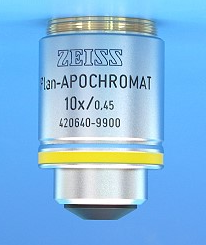 ZEISS
Plan-APOCHROMAT
10x/0,45
420640-9900